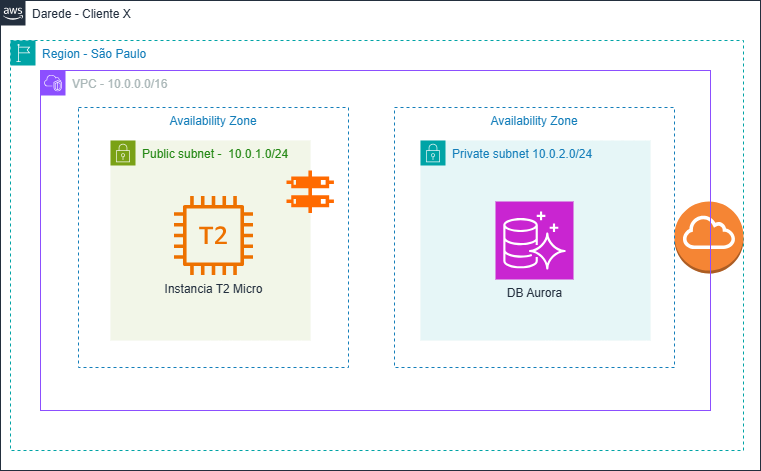 aws
Darede - Cliente X
Region - São Paulo
VPC - 10.0.0.0/16
Availability Zone
Availability Zone
Public subnet - 10.0.1.0/24
Private subnet 10.0.2.0/24
T2
Instancia T2 Micro
DB Aurora